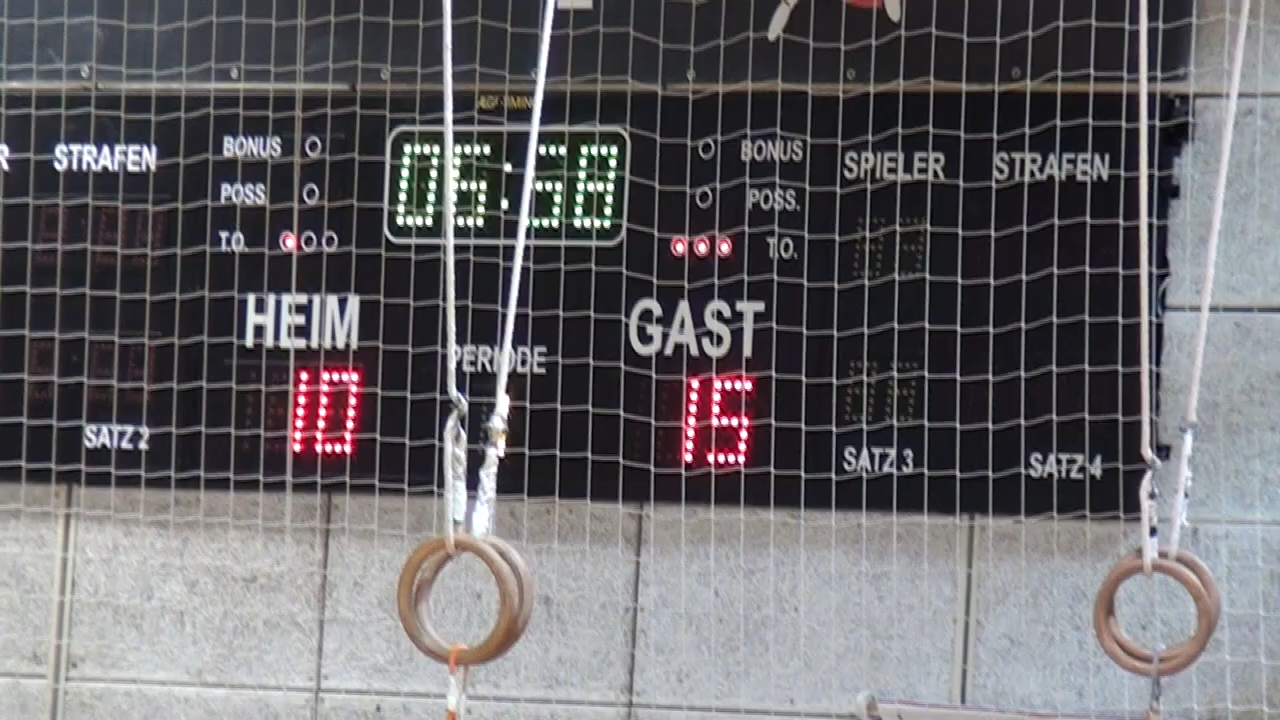 STRAFEN BONUS 06:38 BONUS SPIELER STRAFEN
POSS POSS.
T.O. T.O.
HEIM GAST
PERIODE
10 15
SATZ 2 SATZ 3 SATZ 4